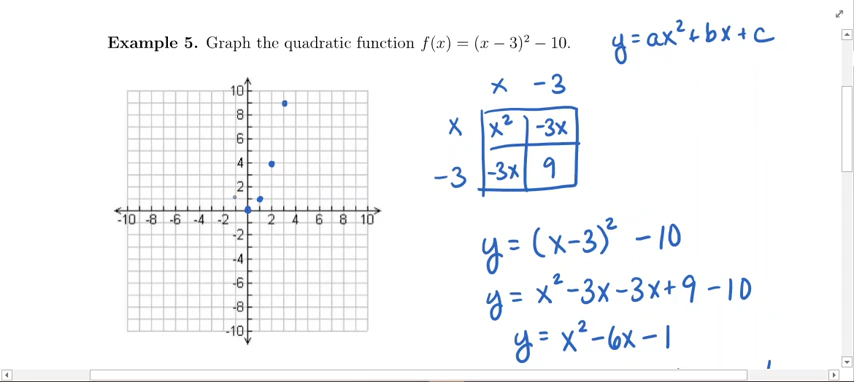 Example 5. Graph the quadratic function f(x) = (x − 3)² − 10.
y = ax² + bx + c
x -3
x x² -3x
-3 -3x 9
10
8
6
4
2
-10 -8 -6 -4 -2 2 4 6 8 10
-2
-4
-6
-8
-10
y = (x-3)² - 10
y = x² - 3x - 3x + 9 - 10
y = x² - 6x - 1